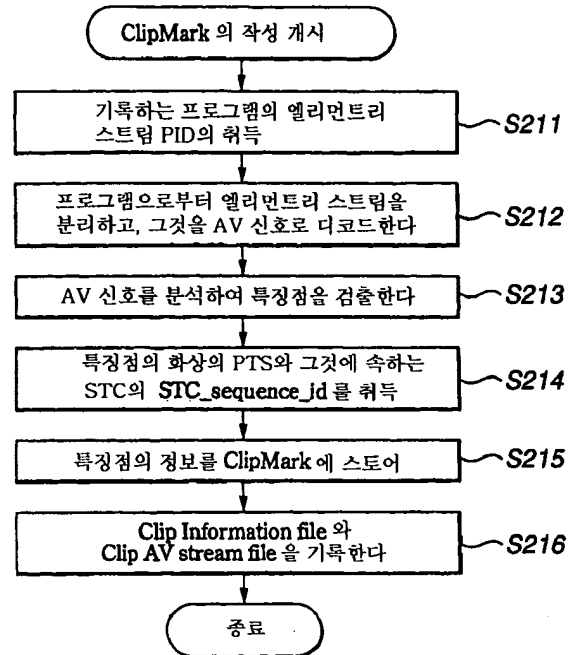 ClipMark 의 작성 개시
기록하는 프로그램의 엘리먼트리
스트림 PID의 취득
S211
프로그램으로부터 엘리먼트리 스트림을
분리하고, 그것을 AV 신호로 디코드한다
S212
AV 신호를 분석하여 특징점을 검출한다
S213
특징점의 화상의 PTS와 그것에 속하는
STC의 STC_sequence_id 를 취득
S214
특징점의 정보를 ClipMark 에 스토어
S215
Clip Information file 와
Clip AV stream file 을 기록한다
S216
종료